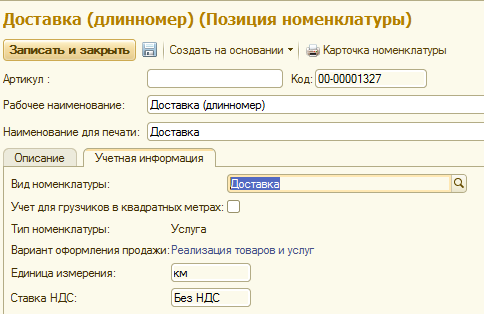 Доставка (длинномер) (Позиция номенклатуры)
Записать и закрыть Создать на основании Карточка номенклатуры
Артикул : Код: 00-00001327
Рабочее наименование: Доставка (длинномер)
Наименование для печати: Доставка
Описание Учетная информация
Вид номенклатуры: Доставка
Учет для грузчиков в квадратных метрах:
Тип номенклатуры: Услуга
Вариант оформления продажи: Реализация товаров и услуг
Единица измерения: км
Ставка НДС: Без НДС